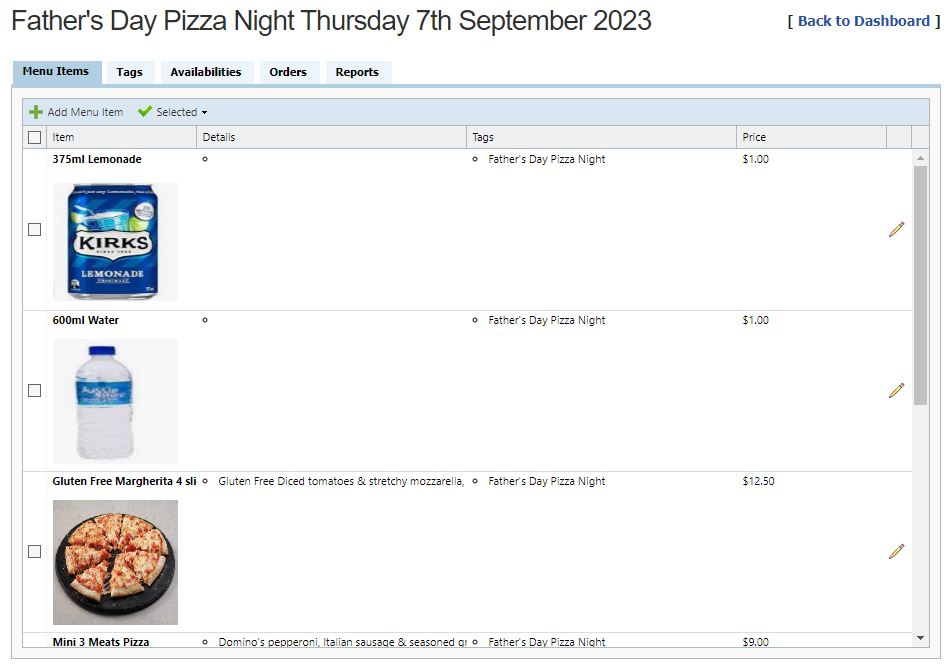 Father's Day Pizza Night Thursday 7th September 2023
[ Back to Dashboard ]
Menu Items Tags Availabilities Orders Reports
Add Menu Item Selected
Item Details Tags Price
375ml Lemonade Father's Day Pizza Night $1.00
KIRKS
LEMONADE
600ml Water Father's Day Pizza Night $1.00
Aussie
Gluten Free Margherita 4 sli Gluten Free Diced tomatoes & stretchy mozzarella, Father's Day Pizza Night $12.50
Mini 3 Meats Pizza Domino's pepperoni, Italian sausage & seasoned gr Father's Day Pizza Night $9.00